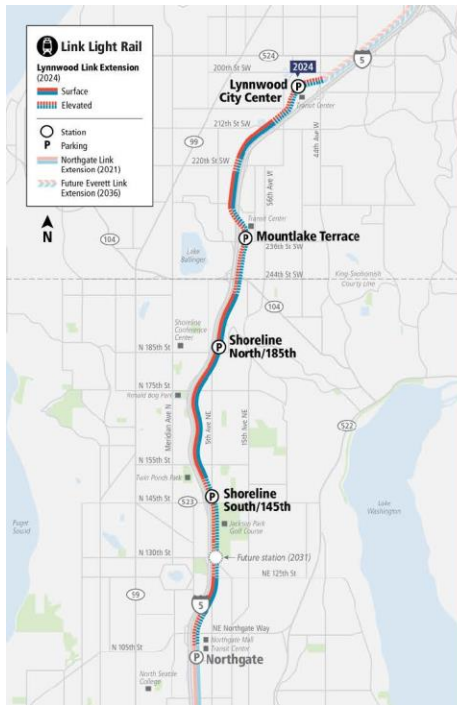 Link Light Rail
Lynnwood Link Extension
(2024)
Surface
Elevated
Station
P
Parking
Northgate Link
Extension (2021)
Future Everett Link
Extension (2036)
N
524
5
200th St SW
2024
Lynnwood
City Center
P
Transit Center
212th St SW
44th Ave W
99
220th St SW
56th Ave W
Transit Center
P
Mountlake Terrace
236th St SW
104
Lake
Ballinger
244th St SW
King Snohomish
County Line
104
Shoreline
Conference
Center
N 185th St
P
Shoreline
North/185th
N 175th St
Ronald Bog Park
Meridian Ave N
5th Ave NE
15th Ave NE
522
N 155th St
Twin Ponds Park
N 145th St
523
P
Shoreline
South/145th
Jackson Park
Golf Course
Lake
Washington
Puget
Sound
N 130th St
Future station (2031)
NE 125th St
99
5
NE Northgate Way
N 105th St
Northgate Mall
Transit Center
P
Northgate
North Seattle
College